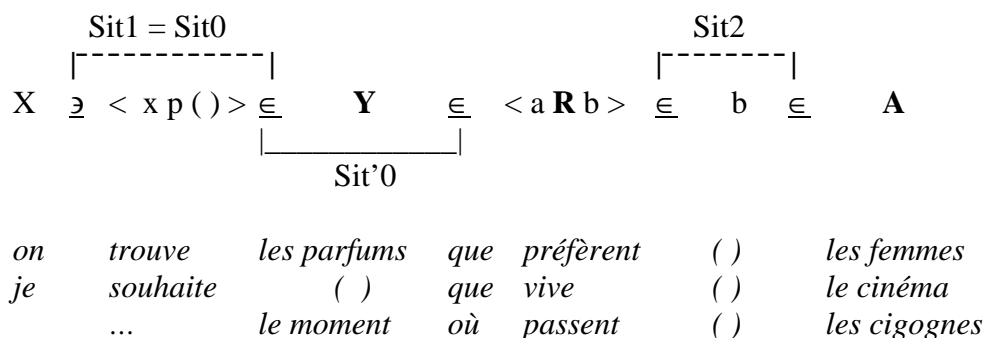 Sit1 = Sit0 Sit2
X ∋ < x p ( ) > ∈ Y ∈ < a R b > ∈ b ∈ A
Sit’0
on trouve les parfums que préfèrent ( ) les femmes
je souhaite ( ) que vive ( ) le cinéma
... le moment où passent ( ) les cigognes